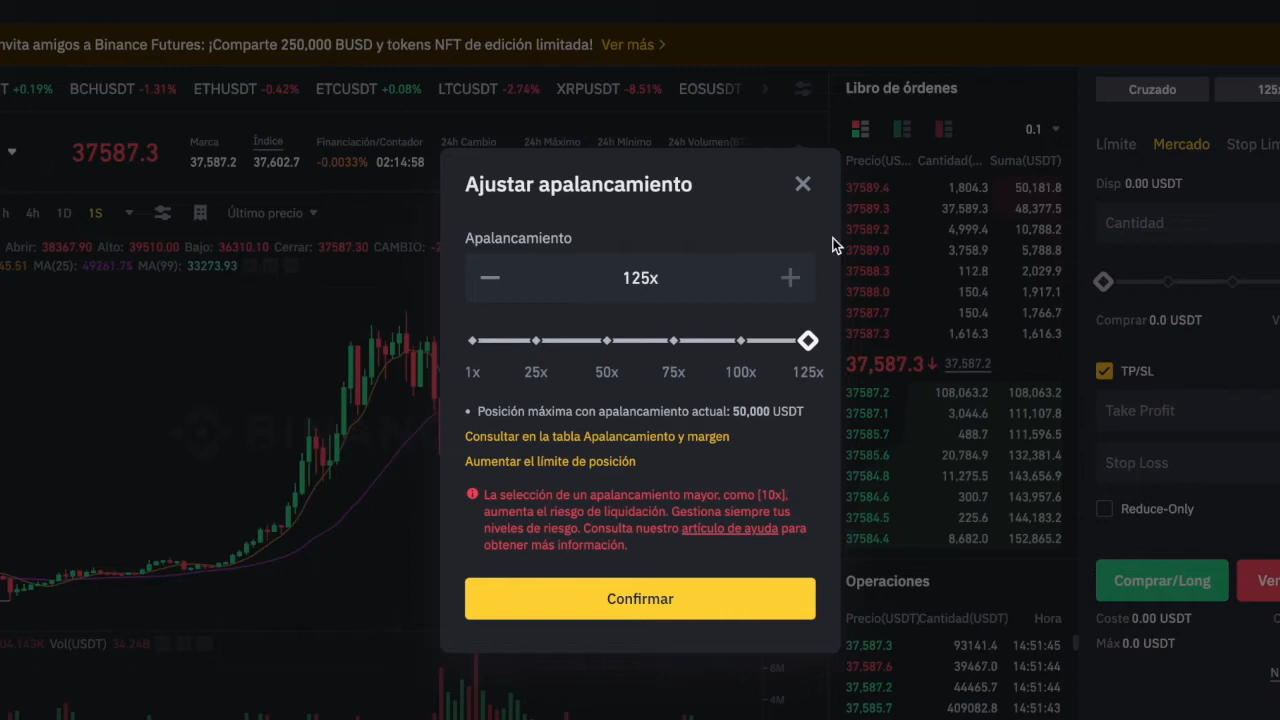 nvita amigos a Binance Futures: ¡Comparte 250,000 BUSD y tokens NFT de edición limitada! Ver más >
T +0.19% BCHUSDT -1.31% ETHUSDT -0.42% ETCUSDT +0.08% LTCUSDT -2.74% XRPUSDT -8.51% EOSUSDT
37587.3
Marca
37,587.2
Índice
37,602.7
Financiación/Contador
-0.0033% 02:14:58
24h Cambio
24h Máximo
24h Mínimo
24h Volumen(BT
h 4h 1D 1S Último precio
Abrir: 38367.90 Alto: 39510.00 Bajo: 36310.10 Cerrar: 37587.30 CAMBIO: -2
45.51 MA(25): 49261.75 MA(99): 33273.93
04.143K Vol(USDT) 34.24B
6M
4M
Ajustar apalancamiento
Apalancamiento
125x
1x 25x 50x 75x 100x 125x
• Posición máxima con apalancamiento actual: 50,000 USDT
Consultar en la tabla Apalancamiento y margen
Aumentar el límite de posición
La selección de un apalancamiento mayor, como [10x],
aumenta el riesgo de liquidación. Gestiona siempre tus
niveles de riesgo. Consulta nuestro artículo de ayuda para
obtener más información.
Confirmar
Libro de órdenes
0.1
Precio(US... Cantidad(... Suma(USDT)
37589.4 1,804.3 50,181.8
37589.3 37,589.3 48,377.5
37589.2 4,999.4 10,788.2
37589.0 3,758.9 5,788.8
37588.3 112.8 2,029.9
37588.0 150.4 1,917.1
37587.7 150.4 1,766.7
37587.3 1,616.3 1,616.3
37,587.3 37,587.2
37587.2 108,063.2 108,063.2
37587.1 3,044.6 111,107.8
37585.7 488.7 111,596.5
37585.6 20,784.9 132,381.4
37584.8 11,275.5 143,656.9
37584.6 300.7 143,957.6
37584.5 225.6 144,183.2
37584.4 8,682.0 152,865.2
Operaciones
Precio(USDT) Cantidad(USDT) Hora
37,587.3 93141.4 14:51:45
37,587.6 39467.0 14:51:44
37,587.2 44465.7 14:51:44
37,585.7 409082.8 14:51:43
Cruzado 125x
Límite Mercado Stop Lim
Disp 0.00 USDT
Cantidad
Comprar 0.0 USDT V
TP/SL
Take Profit
Stop Loss
Reduce-Only
Comprar/Long Ver
Coste 0.00 USDT
Máx 0.0 USDT
N